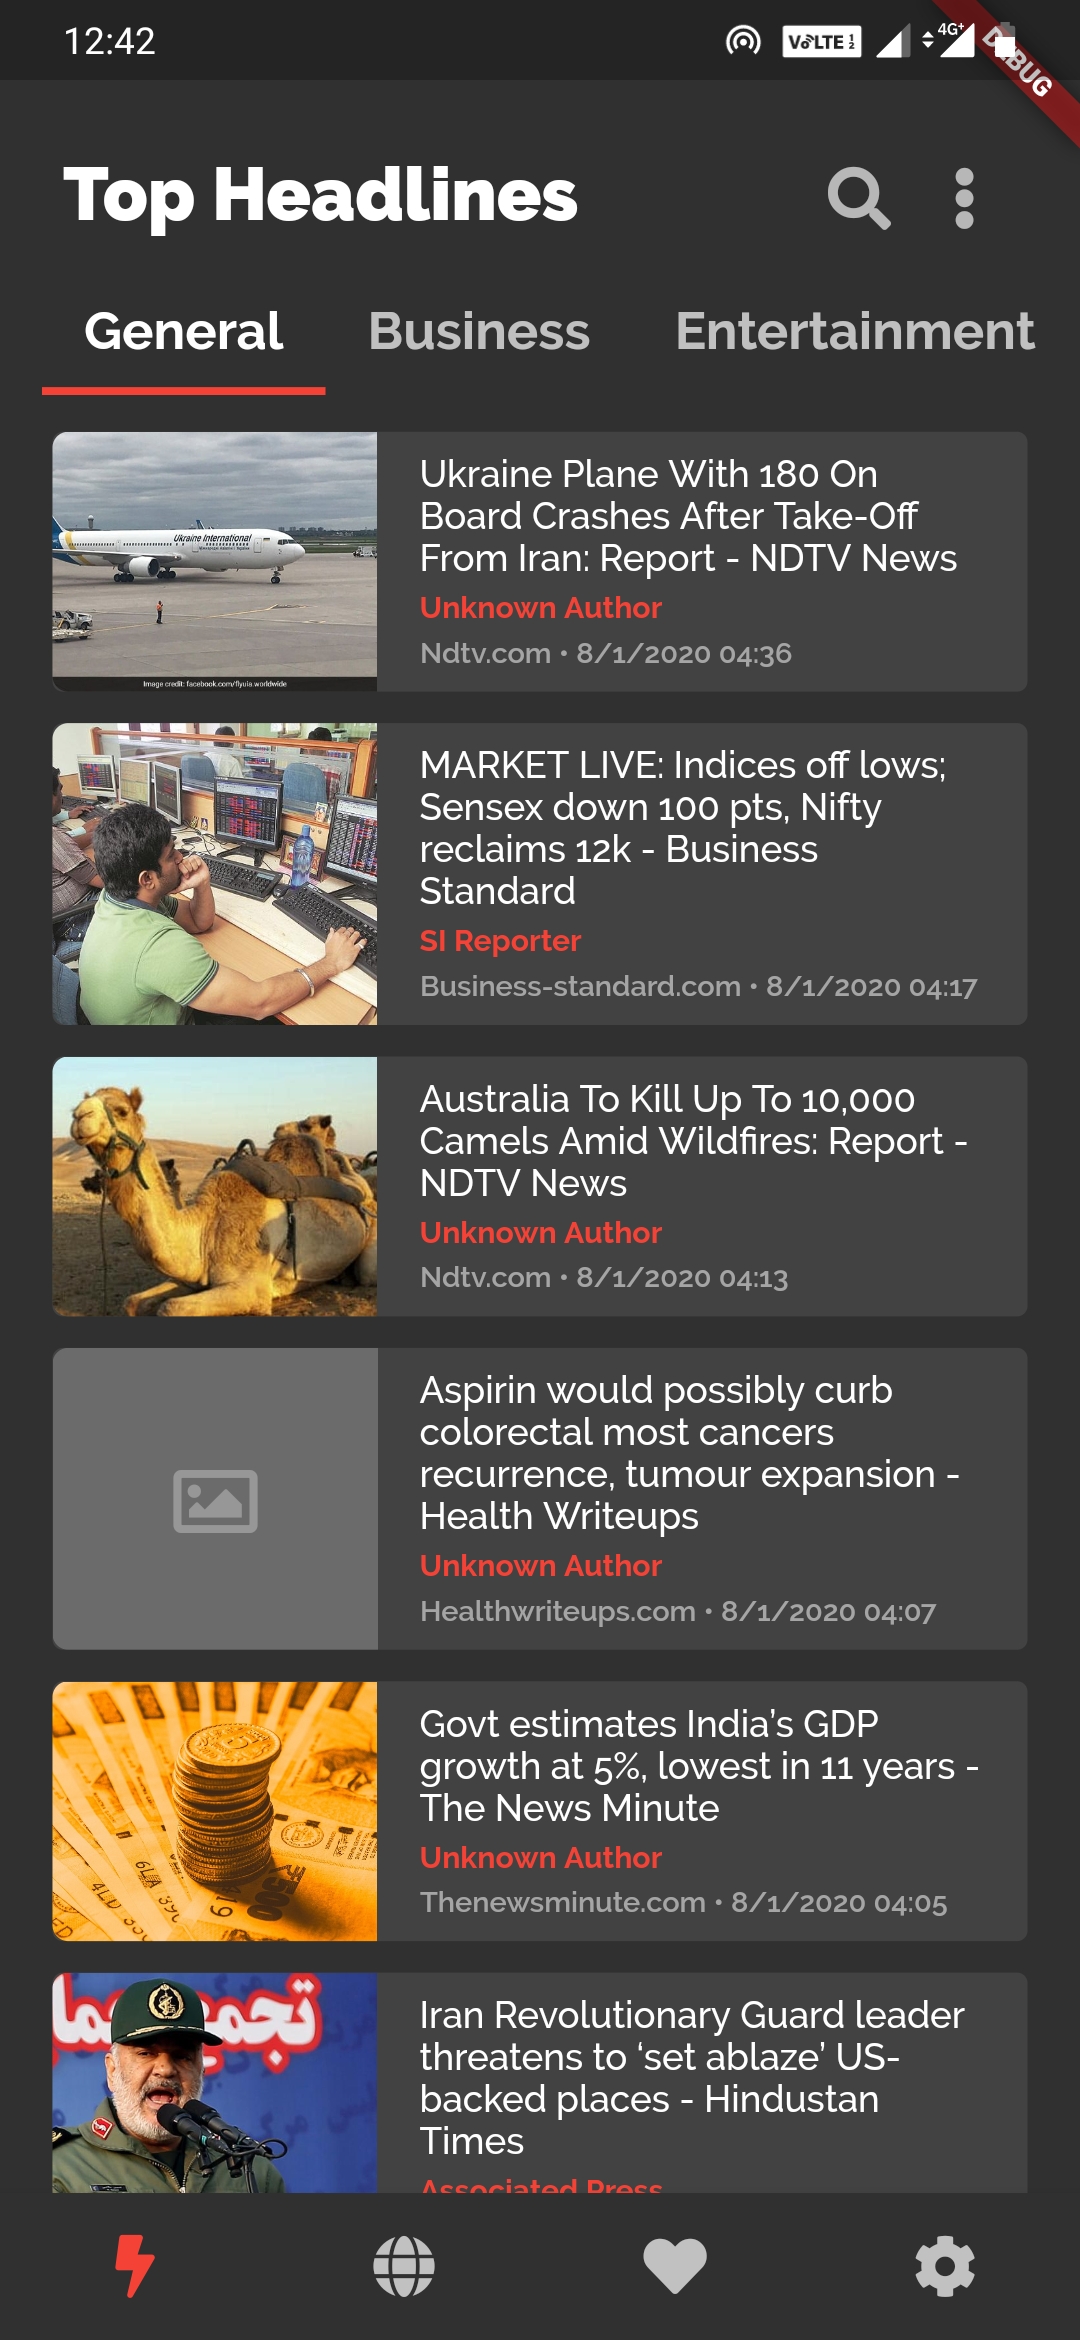 12:42
VoLTE 1 2
4G+
DEBUG
Top Headlines
General Business Entertainment
Ukraine International
Image credit: facebook.com/flyuia.worldwide
Ukraine Plane With 180 On
Board Crashes After Take-Off
From Iran: Report - NDTV News
Unknown Author
Ndtv.com • 8/1/2020 04:36
MARKET LIVE: Indices off lows;
Sensex down 100 pts, Nifty
reclaims 12k - Business
Standard
SI Reporter
Business-standard.com • 8/1/2020 04:17
Australia To Kill Up To 10,000
Camels Amid Wildfires: Report -
NDTV News
Unknown Author
Ndtv.com • 8/1/2020 04:13
Aspirin would possibly curb
colorectal most cancers
recurrence, tumour expansion -
Health Writeups
Unknown Author
Healthwriteups.com • 8/1/2020 04:07
Govt estimates India’s GDP
growth at 5%, lowest in 11 years -
The News Minute
Unknown Author
Thenewsminute.com • 8/1/2020 04:05
Iran Revolutionary Guard leader
threatens to ‘set ablaze’ US-
backed places - Hindustan
Times
Associated Press